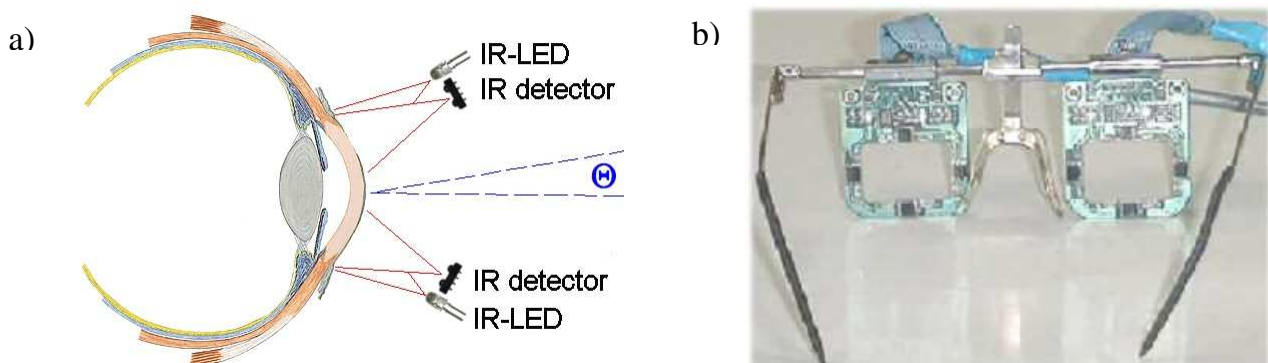 a)
IR-LED
IR detector
Θ
IR detector
IR-LED
b)